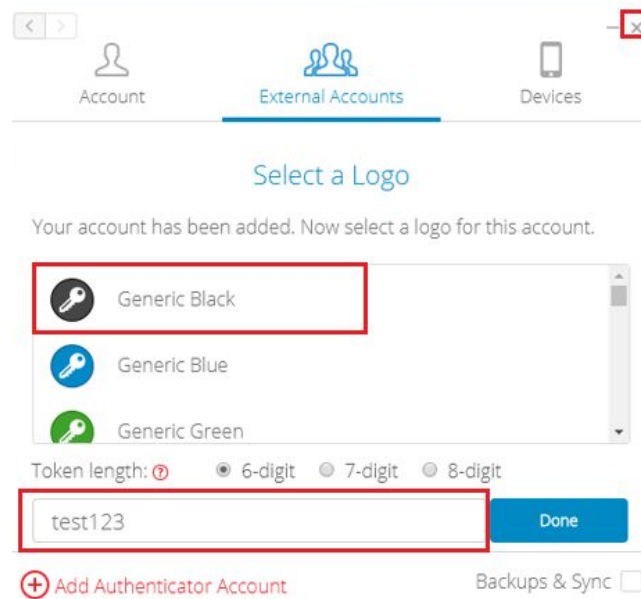 Account
External Accounts
Devices
Select a Logo
Your account has been added. Now select a logo for this account.
Generic Black
Generic Blue
Generic Green
Token length: 6-digit 7-digit 8-digit
test123
Done
Add Authenticator Account
Backups & Sync